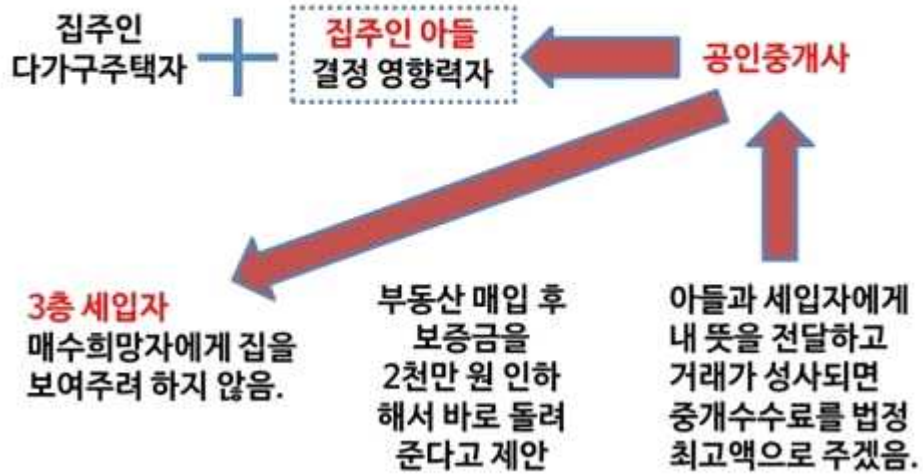 집주인
다가구주택자
집주인 아들
결정 영향력자
공인중개사
3층 세입자
매수희망자에게 집을
보여주려 하지 않음.
부동산 매입 후
보증금을
2천만 원 인하
해서 바로 돌려
준다고 제안
아들과 세입자에게
내 뜻을 전달하고
거래가 성사되면
중개수수료를 법정
최고액으로 주겠음.